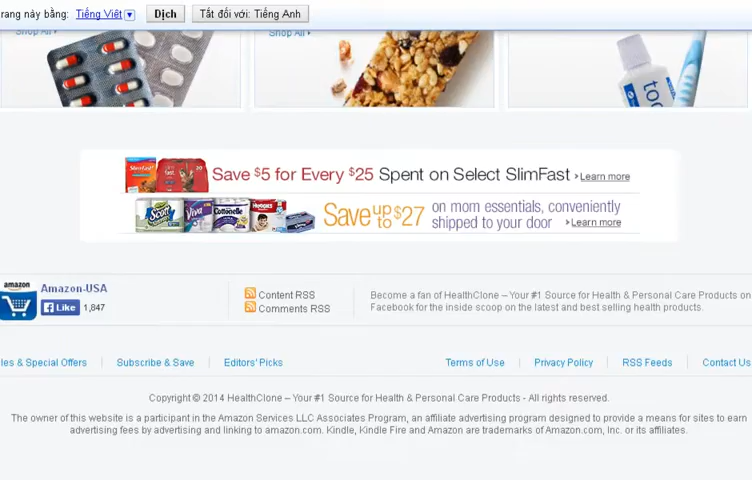 rang này bằng: Tiếng Việt Dịch Tất đối với: Tiếng Anh
Shop All Shop All
Save $5 for Every $25 Spent on Select SlimFast Learn more
Scott Viva Cottonelle Huggies
Save up to $27 on mom essentials, conveniently
shipped to your door Learn more
amazon Amazon-USA
Like 1,847
Content RSS
Comments RSS
Become a fan of HealthClone – Your #1 Source for Health & Personal Care Products on
Facebook for the inside scoop on the latest and best selling health products.
les & Special Offers Subscribe & Save Editors' Picks Terms of Use Privacy Policy RSS Feeds Contact Us
Copyright © 2014 HealthClone – Your #1 Source for Health & Personal Care Products - All rights reserved.
The owner of this website is a participant in the Amazon Services LLC Associates Program, an affiliate advertising program designed to provide a means for sites to earn
advertising fees by advertising and linking to amazon.com. Kindle, Kindle Fire and Amazon are trademarks of Amazon.com, Inc. or its affiliates.